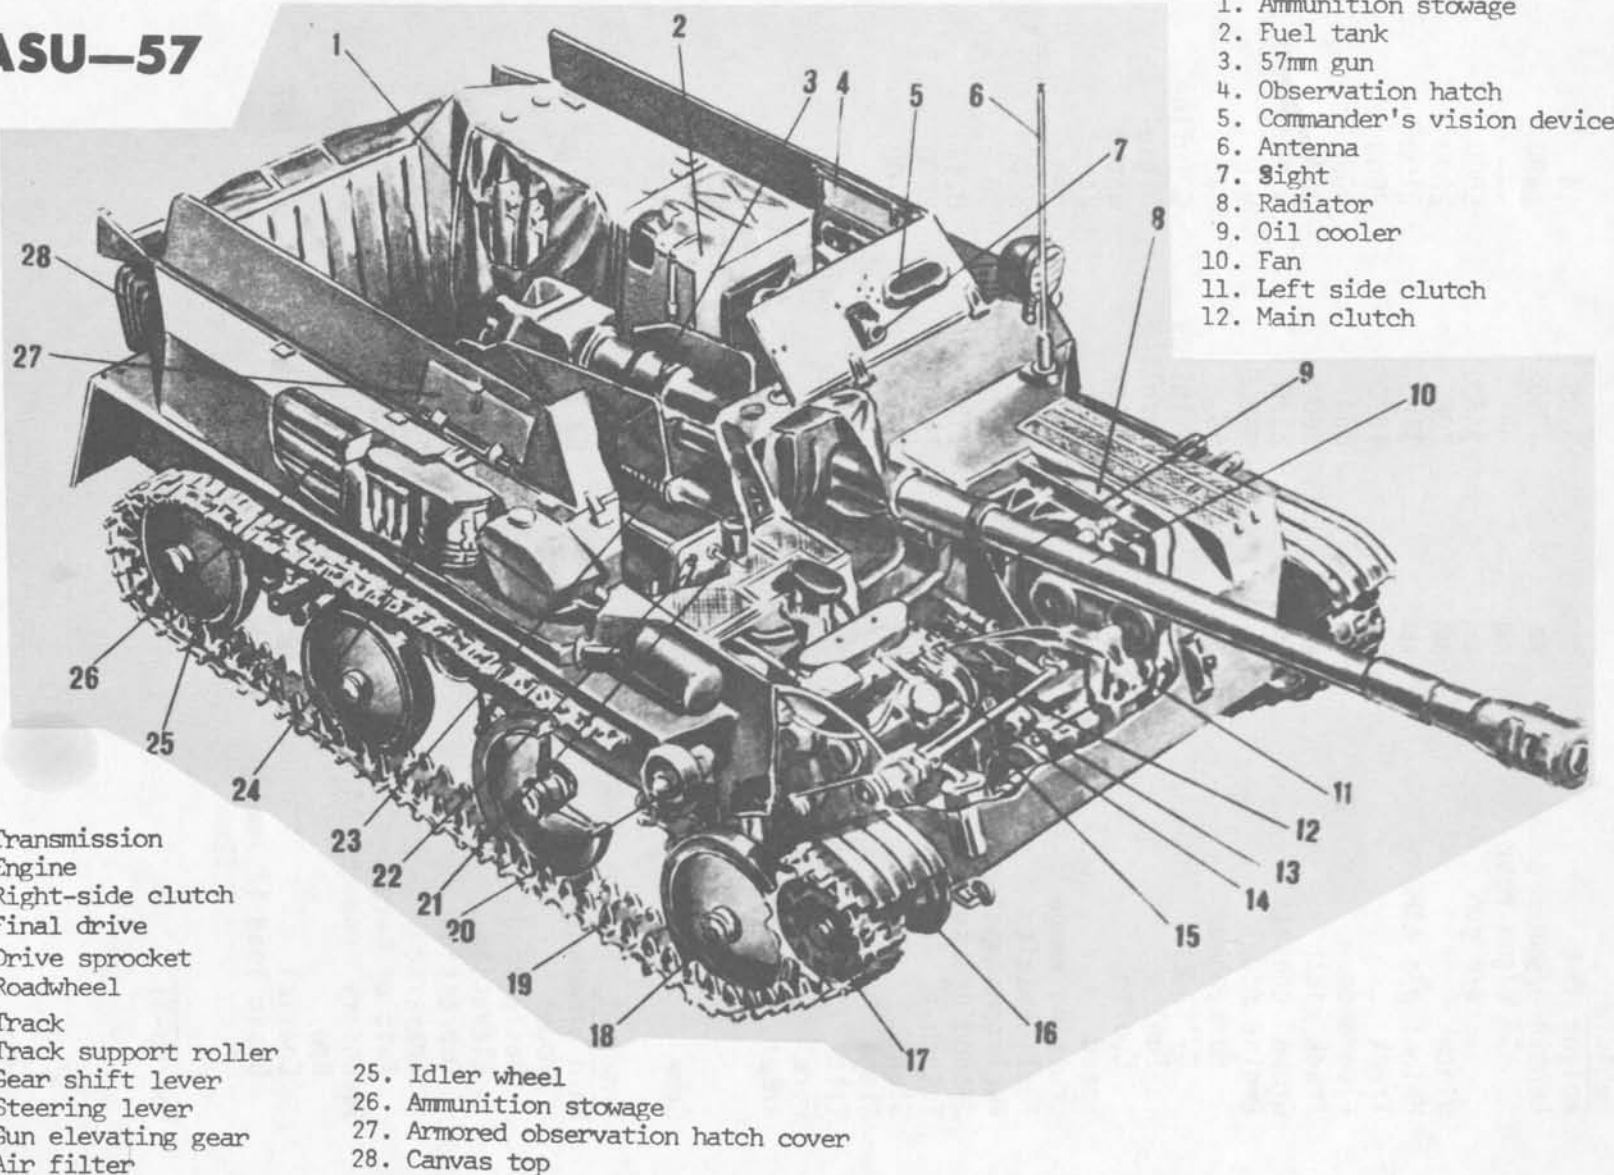 ASU—57
1. Ammunition stowage
2. Fuel tank
3. 57mm gun
4. Observation hatch
5. Commander's vision device
6. Antenna
7. Sight
8. Radiator
9. Oil cooler
10. Fan
11. Left side clutch
12. Main clutch
1
2
3
4
5
6
7
8
9
10
11
12
13
14
15
16
17
18
19
20
21
22
23
24
25
26
27
28
Transmission
Engine
Right-side clutch
Final drive
Drive sprocket
Roadwheel
Track
Track support roller
Gear shift lever
Steering lever
Gun elevating gear
Air filter
25. Idler wheel
26. Ammunition stowage
27. Armored observation hatch cover
28. Canvas top